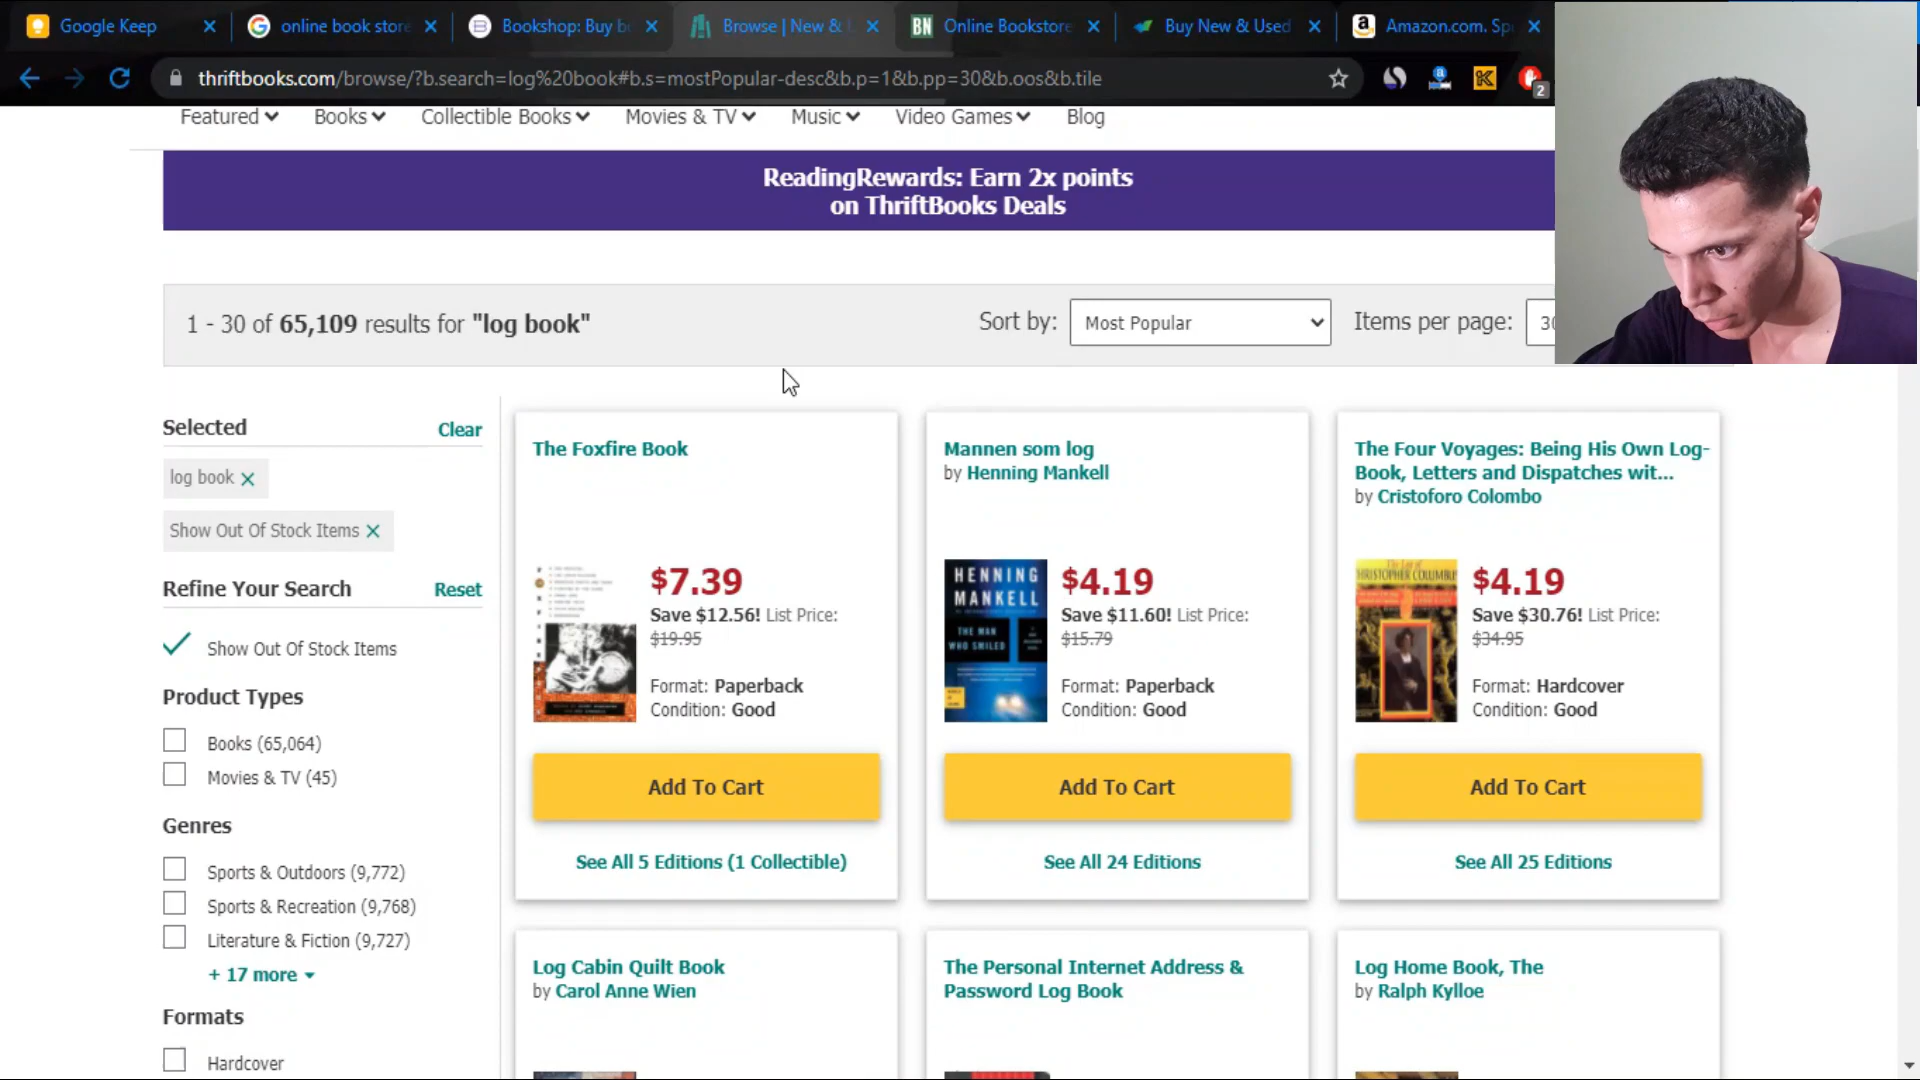 Google Keep
online book store
Bookshop: Buy b
Browse | New &
BN Online Bookstore
Buy New & Used
Amazon.com. Sp
thriftbooks.com/browse/?b.search=log%20book#b.s=mostPopular-desc&b.p=1&b.pp=30&b.oos&b.tile
2
Featured
Books
Collectible Books
Movies & TV
Music
Video Games
Blog
ReadingRewards: Earn 2x points
on ThriftBooks Deals
1 - 30 of 65,109 results for "log book"
Sort by: Most Popular
Items per page: 30
Selected Clear
log book
Show Out Of Stock Items
Refine Your Search Reset
Show Out Of Stock Items
Product Types
Books (65,064)
Movies & TV (45)
Genres
Sports & Outdoors (9,772)
Sports & Recreation (9,768)
Literature & Fiction (9,727)
+ 17 more
Formats
Hardcover
The Foxfire Book
$7.39
Save $12.56! List Price:
$19.95
Format: Paperback
Condition: Good
Add To Cart
See All 5 Editions (1 Collectible)
Mannen som log
by Henning Mankell
HENNING
MANKELL
THE MAN
WHO SMILED
$4.19
Save $11.60! List Price:
$15.79
Format: Paperback
Condition: Good
Add To Cart
See All 24 Editions
The Four Voyages: Being His Own Log-
Book, Letters and Dispatches wit...
by Cristoforo Colombo
CHRISTOPHER COLUMBUS
$4.19
Save $30.76! List Price:
$34.95
Format: Hardcover
Condition: Good
Add To Cart
See All 25 Editions
Log Cabin Quilt Book
by Carol Anne Wien
The Personal Internet Address &
Password Log Book
Log Home Book, The
by Ralph Kylloe